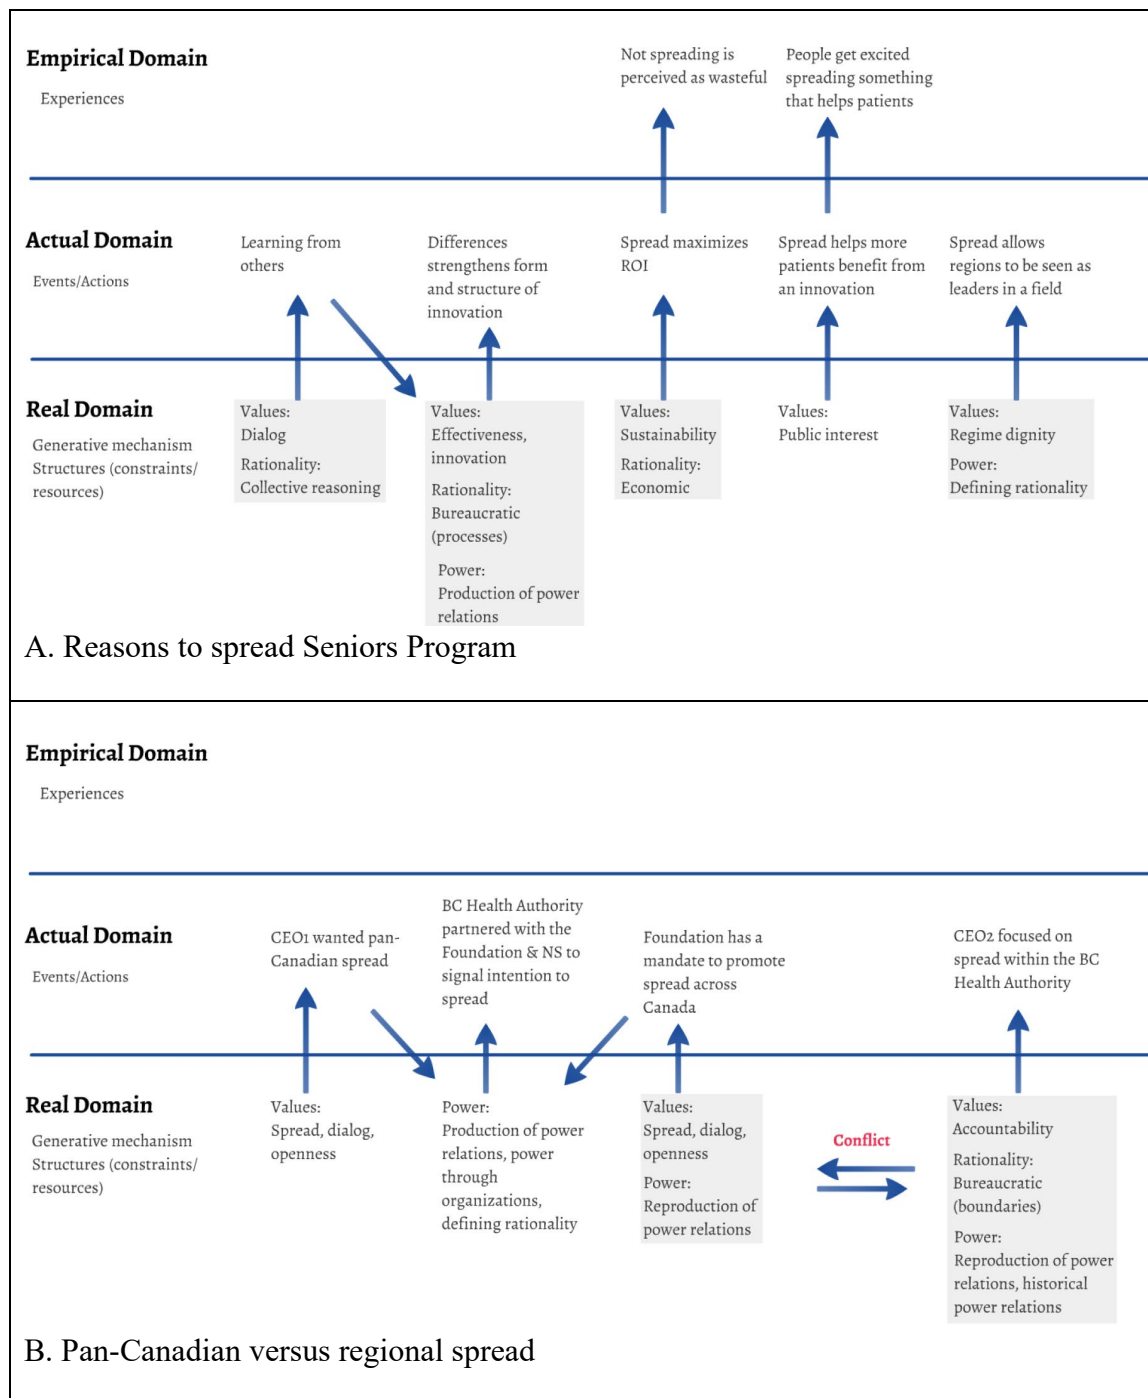 Empirical Domain
Experiences
Not spreading is
perceived as wasteful
People get excited
spreading something
that helps patients
Actual Domain
Events/Actions
Learning from
others
Differences
strengthens form
and structure of
innovation
Spread maximizes
ROI
Spread helps more
patients benefit from
an innovation
Spread allows
regions to be seen as
leaders in a field
Real Domain
Generative mechanism
Structures (constraints/
resources)
Values:
Dialog
Rationality:
Collective reasoning
Values:
Effectiveness,
innovation
Rationality:
Bureaucratic
(processes)
Power:
Production of power
relations
Values:
Sustainability
Rationality:
Economic
Values:
Public interest
Values:
Regime dignity
Power:
Defining rationality
A. Reasons to spread Seniors Program
Empirical Domain
Experiences
Actual Domain
Events/Actions
CEO1 wanted pan-
Canadian spread
BC Health Authority
partnered with the
Foundation & NS to
signal intention to
spread
Foundation has a
mandate to promote
spread across
Canada
CEO2 focused on
spread within the BC
Health Authority
Real Domain
Generative mechanism
Structures (constraints/
resources)
Values:
Spread, dialog,
openness
Power:
Production of power
relations, power
through
organizations,
defining rationality
Values:
Spread, dialog,
openness
Power:
Reproduction of
power relations
Conflict
Values:
Accountability
Rationality:
Bureaucratic
(boundaries)
Power:
Reproduction of power
relations, historical
power relations
B. Pan-Canadian versus regional spread